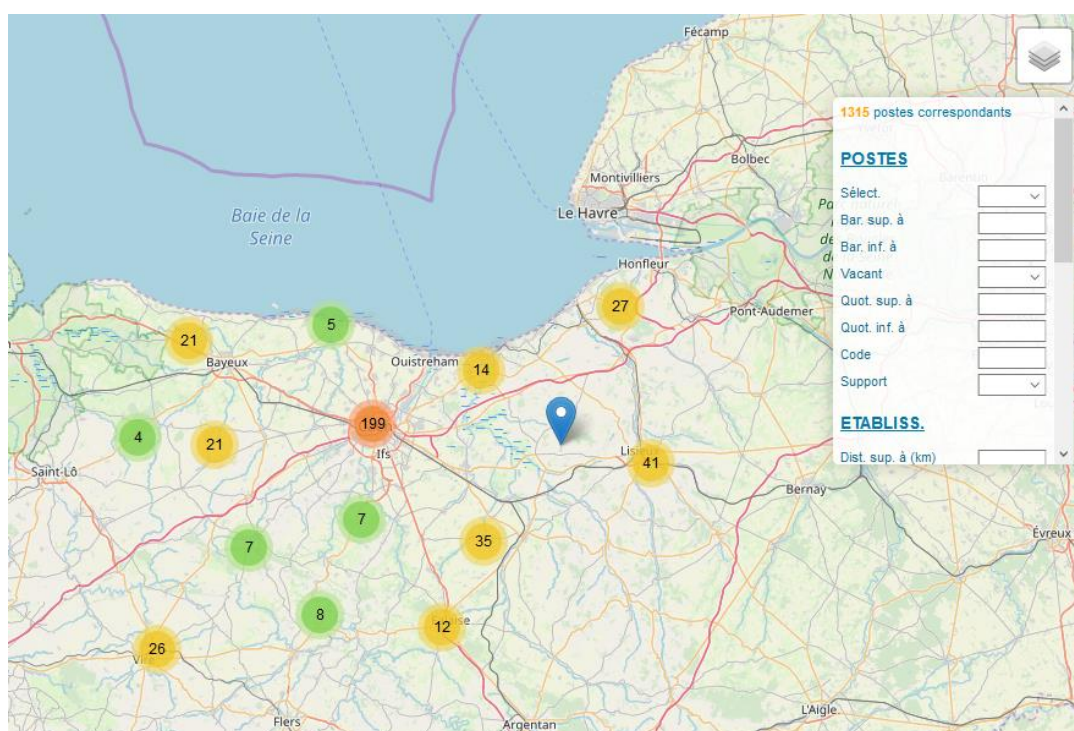 Fécamp
1315 postes correspondants
POSTES
Bolbec
Montivilliers
Sélect.
Le Havre
Baie de la
Seine
Bar. sup. à
Bar. inf. à
Honfleur
Vacant
27
Pont-Audemer
Quot. sup. à
5
Quot. inf. à
21
Bayeux
Ouistreham
14
Code
Support
199
4
21
ETABLISS.
Ifs
Saint-Lô
41
Dist. sup. à (km)
Bernay
7
7
35
Évreux
8
12
26
Flers
Argentan
L'Aigle